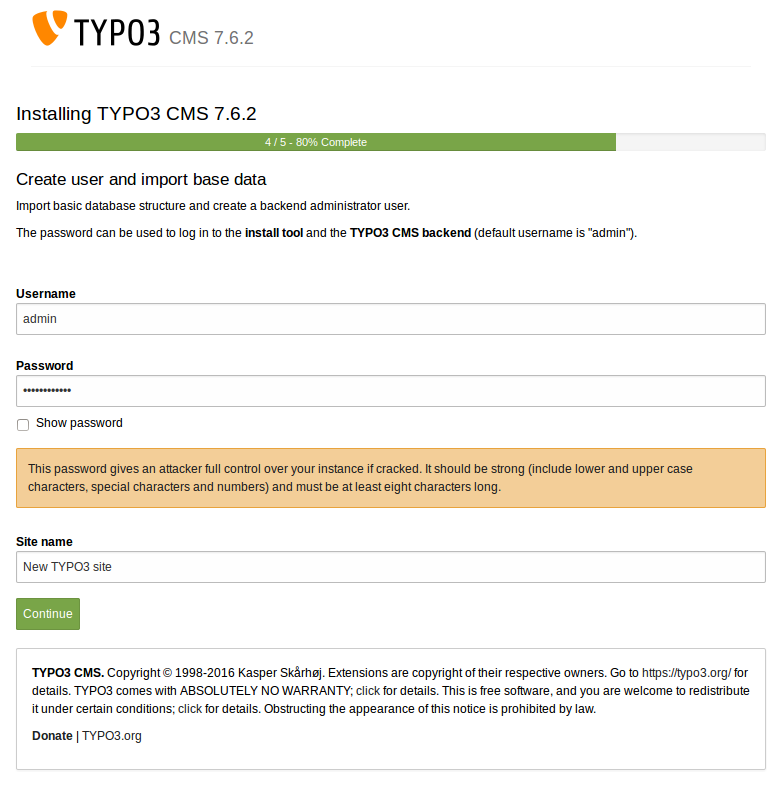 TYPO3 CMS 7.6.2
Installing TYPO3 CMS 7.6.2
4 / 5 - 80% Complete
Create user and import base data
Import basic database structure and create a backend administrator user.
The password can be used to log in to the install tool and the TYPO3 CMS backend (default username is "admin").
Username
admin
Password
••••••••••••
Show password
This password gives an attacker full control over your instance if cracked. It should be strong (include lower and upper case
characters, special characters and numbers) and must be at least eight characters long.
Site name
New TYPO3 site
Continue
TYPO3 CMS. Copyright © 1998-2016 Kasper Skårhøj. Extensions are copyright of their respective owners. Go to https://typo3.org/ for
details. TYPO3 comes with ABSOLUTELY NO WARRANTY; click for details. This is free software, and you are welcome to redistribute
it under certain conditions; click for details. Obstructing the appearance of this notice is prohibited by law.
Donate | TYPO3.org